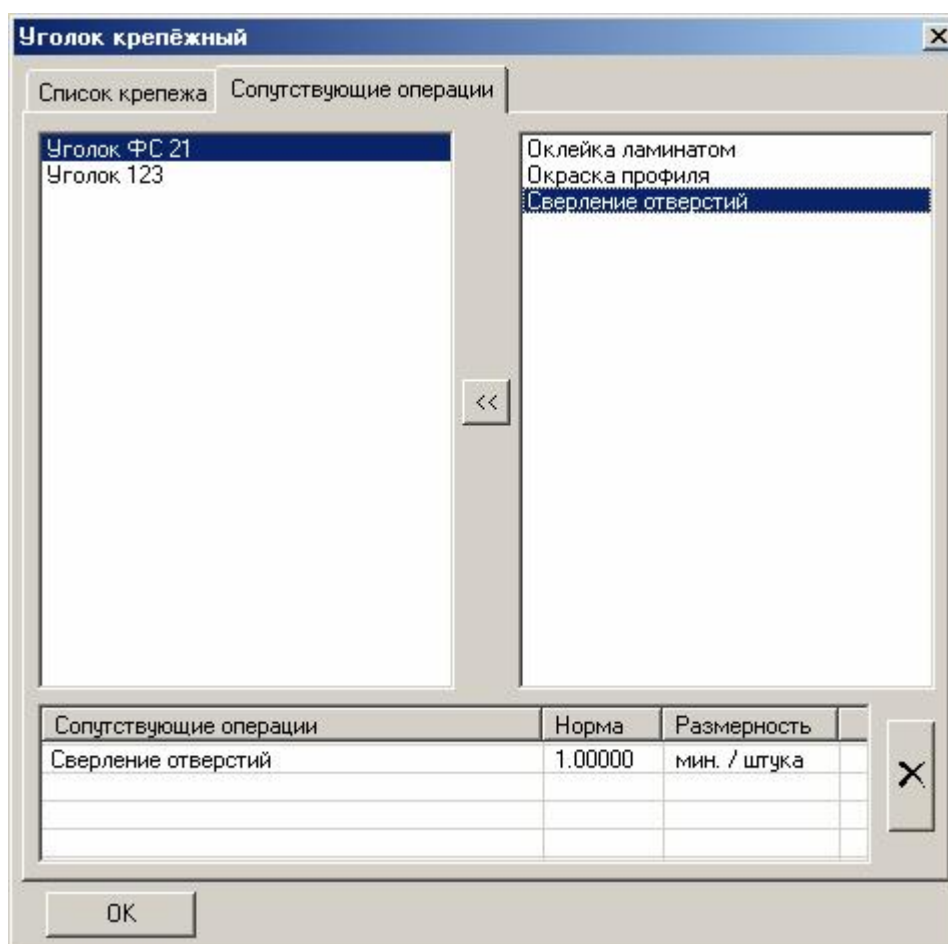 Уголок крепёжный
Список крепежа Сопутствующие операции
Уголок ФС 21
Уголок 123
<<
Оклейка ламинатом
Окраска профиля
Сверление отверстий
Сопутствующие операции Норма Размерность
Сверление отверстий 1.00000 мин. / штука
OK